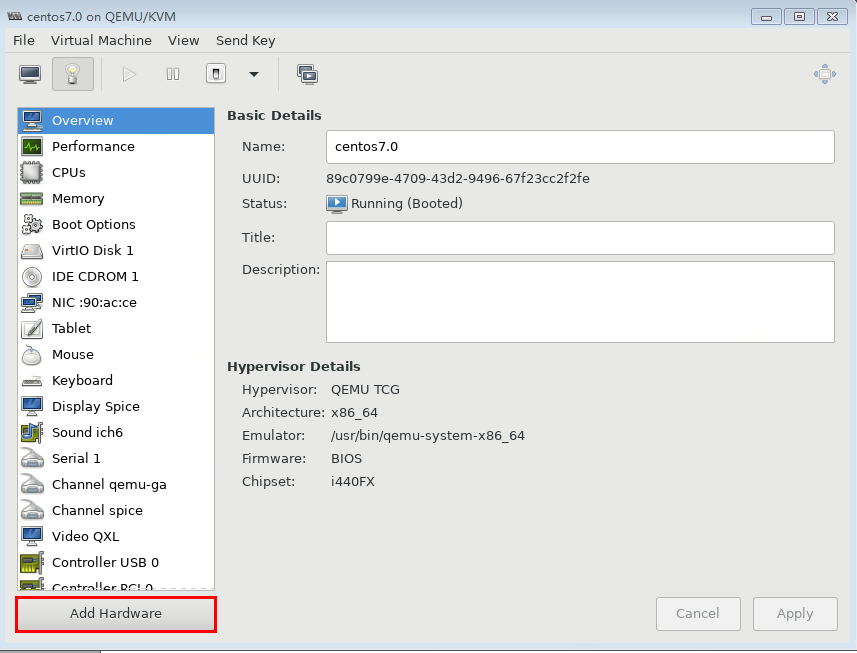 centos7.0 on QEMU/KVM
File Virtual Machine View Send Key
Overview
Performance
CPUs
Memory
Boot Options
VirtIO Disk 1
IDE CDROM 1
NIC :90:ac:ce
Tablet
Mouse
Keyboard
Display Spice
Sound ich6
Serial 1
Channel qemu-ga
Channel spice
Video QXL
Controller USB 0
Controller PCI 0
Add Hardware
Basic Details
Name: centos7.0
UUID: 89c0799e-4709-43d2-9496-67f23cc2f2fe
Status: Running (Booted)
Title:
Description:
Hypervisor Details
Hypervisor: QEMU TCG
Architecture: x86_64
Emulator: /usr/bin/qemu-system-x86_64
Firmware: BIOS
Chipset: i440FX
Cancel Apply